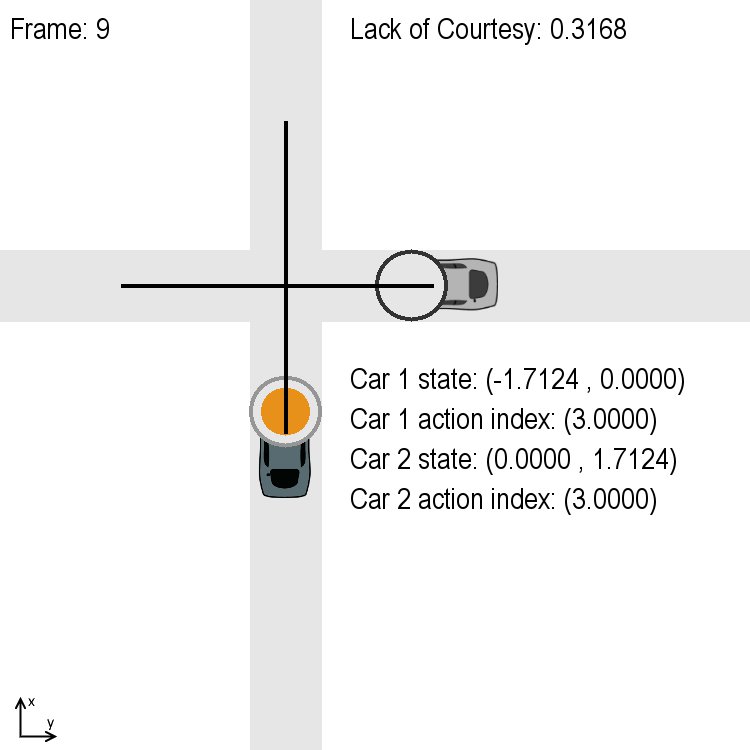 Frame: 9
Lack of Courtesy: 0.3168
Car 1 state: (-1.7124 , 0.0000)
Car 1 action index: (3.0000)
Car 2 state: (0.0000 , 1.7124)
Car 2 action index: (3.0000)
x
y